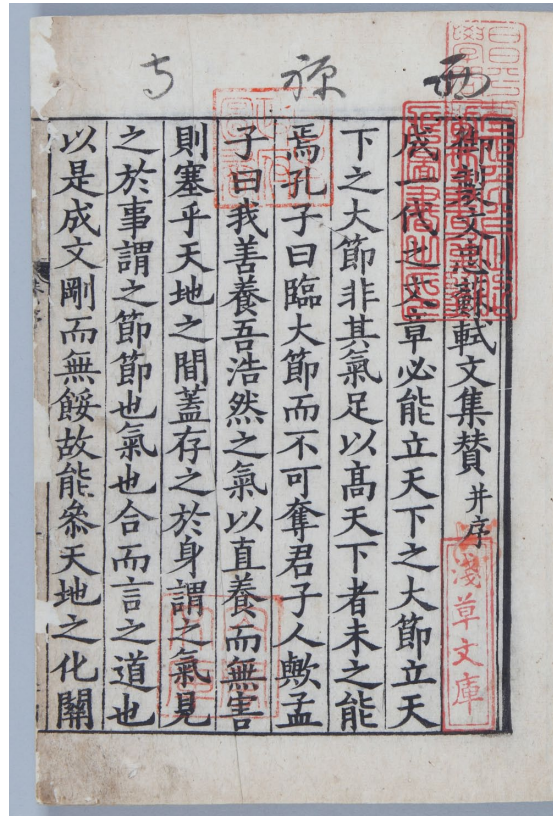 西禪寺
御製文忠蘇軾文集賛并序
成一代之文章必能立天下之大節立天
下之大節非其氣足以髙天下者未之能
焉孔子曰臨大節而不可奪君子人歟孟
子曰我善養吾浩然之氣以直養而無害
則塞乎天地之間蓋存之於身謂之氣見
之於事謂之節節也氣也合而言之道也
以是成文剛而無餒故能叅天地之化關
淺草文庫